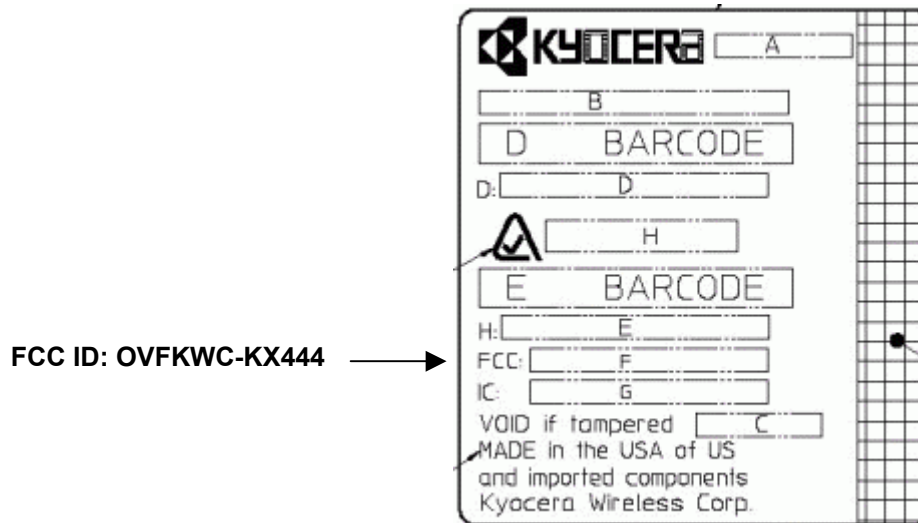 KYOCERA A
B
D BARCODE
D: D
H
E BARCODE
H: E
FCC ID: OVFKWC-KX444
FCC: F
IC: G
VOID if tampered C
MADE in the USA of US
and imported components
Kyocera Wireless Corp.